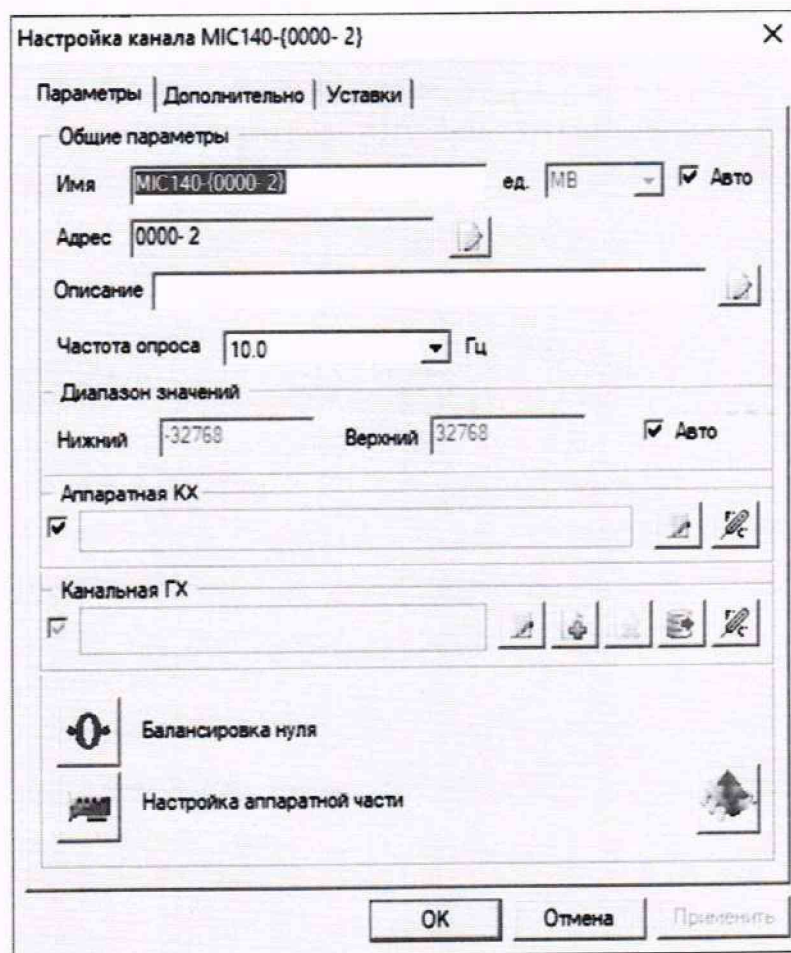 Настройка канала MIC140-{0000- 2}
Параметры Дополнительно Уставки
Общие параметры
Имя MIC140-{0000- 2} ед. МВ Авто
Адрес 0000- 2
Описание
Частота опроса 10.0 Гц
Диапазон значений
Нижний -32768 Верхний 32768 Авто
Аппаратная КХ
Канальная ГХ
Балансировка нуля
Настройка аппаратной части
OK Отмена Применить